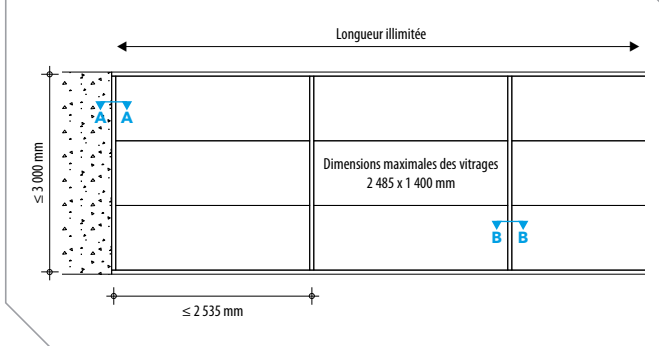 Longueur illimitée
A A
≤ 3 000 mm
Dimensions maximales des vitrages
2 485 x 1 400 mm
B B
≤ 2 535 mm